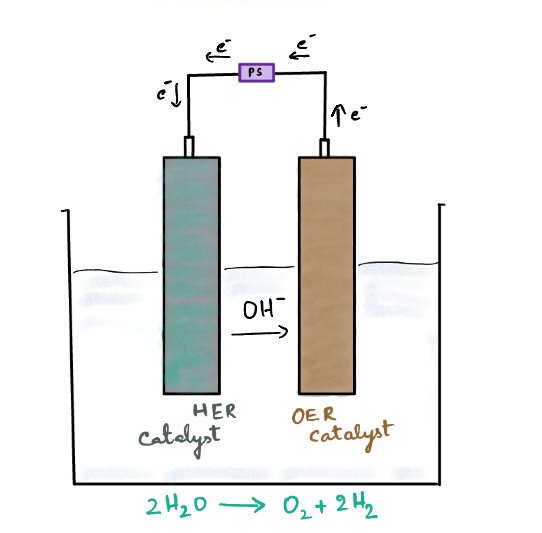 e⁻
e⁻
PS
e⁻
e⁻
OH⁻
HER
Catalyst
OER
Catalyst
2H₂O → O₂ + 2H₂